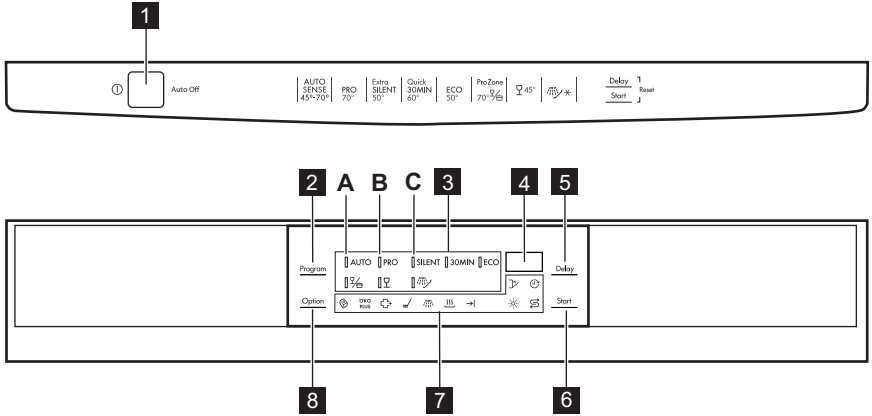 1
Auto Off
AUTO SENSE 45°-70°
PRO 70°
Extra SILENT 50°
Quick 30MIN 60°
ECO 50°
ProZone 70°
45°
Delay
Start
Reset
2 A B C 3 4 5
Program
AUTO PRO SILENT 30MIN ECO
Delay
Option
ÖKO PLUS
Start
8 7 6